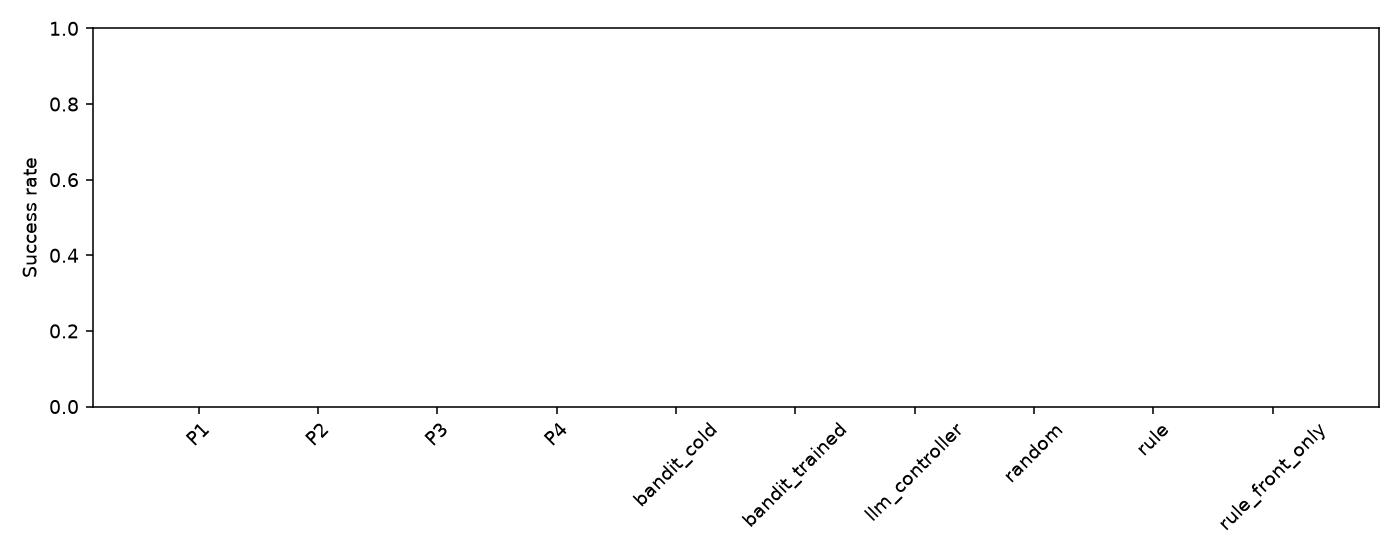 1.0
0.8
0.6
0.4
0.2
0.0
Success rate
P1
P2
P3
P4
bandit_cold
bandit_trained
llm_controller
random
rule
rule_front_only